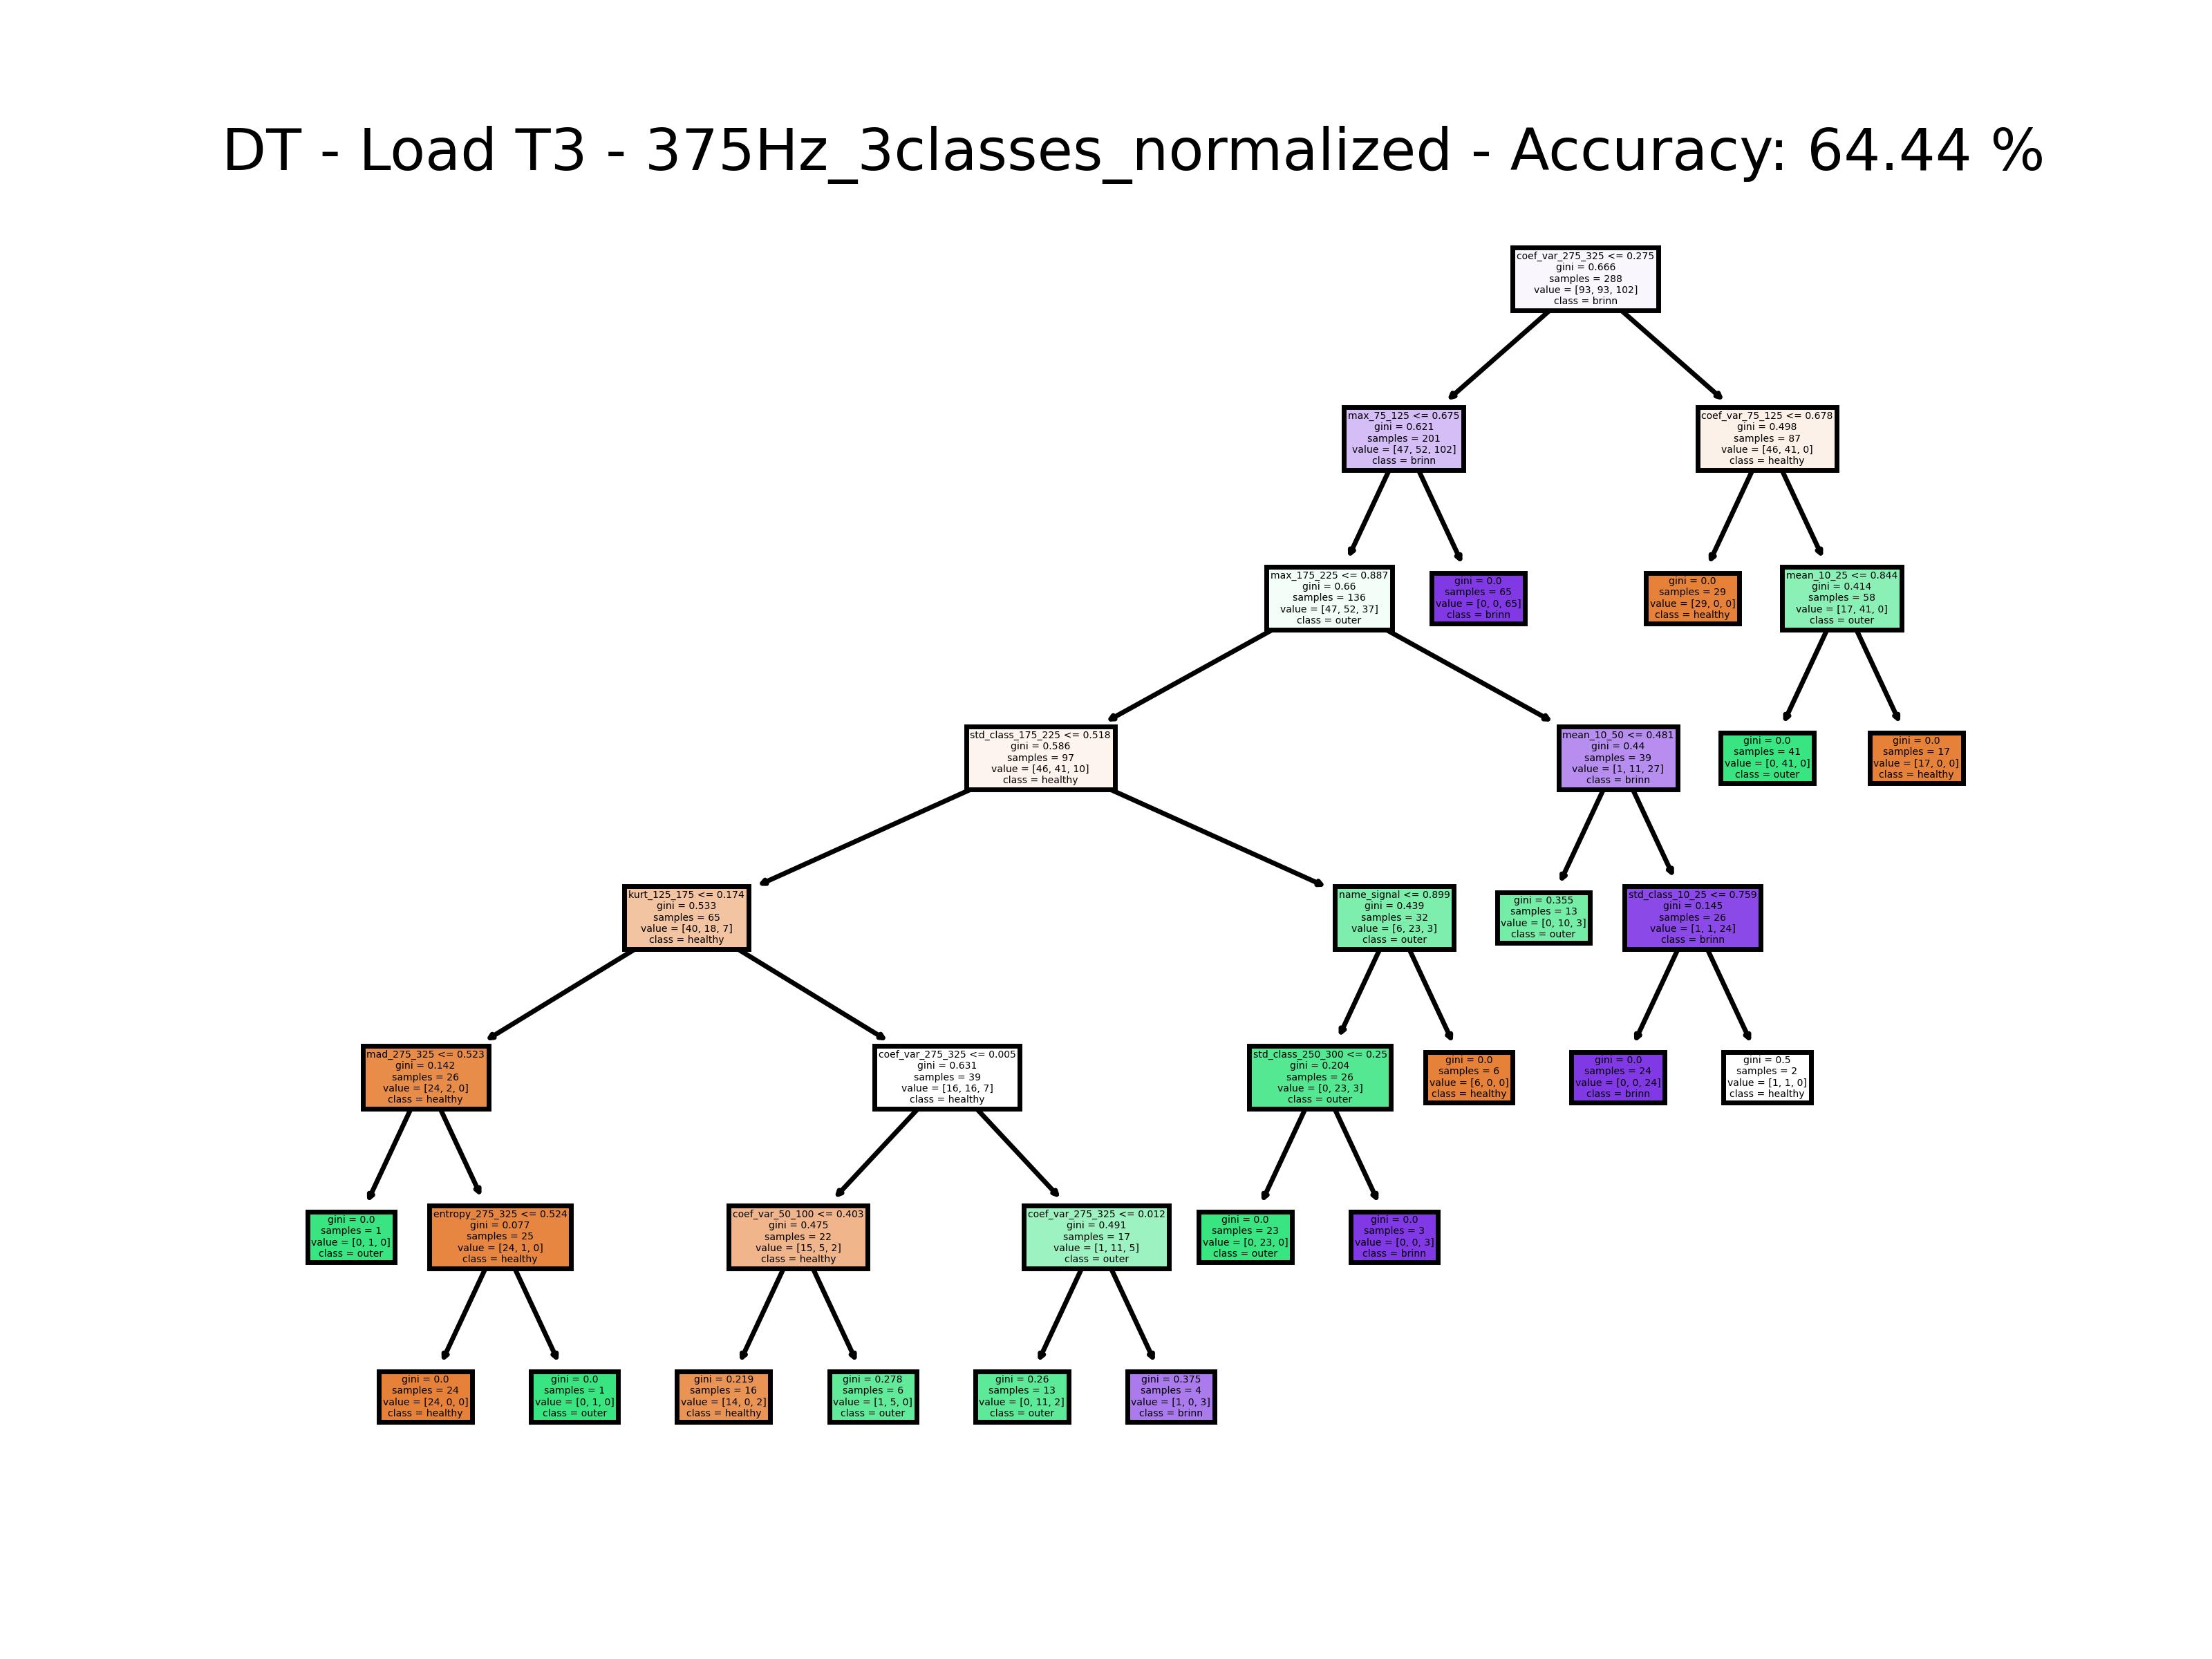 DT - Load T3 - 375Hz_3classes_normalized - Accuracy: 64.44 %
coef_var_275_325 <= 0.275
gini = 0.666
samples = 288
value = [93, 93, 102]
class = brinn
max_75_125 <= 0.675
gini = 0.621
samples = 201
value = [47, 52, 102]
class = brinn
coef_var_75_125 <= 0.678
gini = 0.498
samples = 87
value = [46, 41, 0]
class = healthy
max_175_225 <= 0.887
gini = 0.66
samples = 136
value = [47, 52, 37]
class = outer
gini = 0.0
samples = 65
value = [0, 0, 65]
class = brinn
gini = 0.0
samples = 29
value = [29, 0, 0]
class = healthy
mean_10_25 <= 0.844
gini = 0.414
samples = 58
value = [17, 41, 0]
class = outer
std_class_175_225 <= 0.518
gini = 0.586
samples = 97
value = [46, 41, 10]
class = healthy
mean_10_50 <= 0.481
gini = 0.44
samples = 39
value = [1, 11, 27]
class = brinn
gini = 0.0
samples = 41
value = [0, 41, 0]
class = outer
gini = 0.0
samples = 17
value = [17, 0, 0]
class = healthy
kurt_125_175 <= 0.174
gini = 0.533
samples = 65
value = [40, 18, 7]
class = healthy
name_signal <= 0.899
gini = 0.439
samples = 32
value = [6, 23, 3]
class = outer
gini = 0.355
samples = 13
value = [0, 10, 3]
class = outer
std_class_10_25 <= 0.759
gini = 0.145
samples = 26
value = [1, 1, 24]
class = brinn
mad_275_325 <= 0.523
gini = 0.142
samples = 26
value = [24, 2, 0]
class = healthy
coef_var_275_325 <= 0.005
gini = 0.631
samples = 39
value = [16, 16, 7]
class = healthy
std_class_250_300 <= 0.25
gini = 0.204
samples = 26
value = [0, 23, 3]
class = outer
gini = 0.0
samples = 6
value = [6, 0, 0]
class = healthy
gini = 0.0
samples = 24
value = [0, 0, 24]
class = brinn
gini = 0.5
samples = 2
value = [1, 1, 0]
class = healthy
gini = 0.0
samples = 1
value = [0, 1, 0]
class = outer
entropy_275_325 <= 0.524
gini = 0.077
samples = 25
value = [24, 1, 0]
class = healthy
coef_var_50_100 <= 0.403
gini = 0.475
samples = 22
value = [15, 5, 2]
class = healthy
coef_var_275_325 <= 0.012
gini = 0.491
samples = 17
value = [1, 11, 5]
class = outer
gini = 0.0
samples = 23
value = [0, 23, 0]
class = outer
gini = 0.0
samples = 3
value = [0, 0, 3]
class = brinn
gini = 0.0
samples = 24
value = [24, 0, 0]
class = healthy
gini = 0.0
samples = 1
value = [0, 1, 0]
class = outer
gini = 0.219
samples = 16
value = [14, 0, 2]
class = healthy
gini = 0.278
samples = 6
value = [1, 5, 0]
class = outer
gini = 0.26
samples = 13
value = [0, 11, 2]
class = outer
gini = 0.375
samples = 4
value = [1, 0, 3]
class = brinn